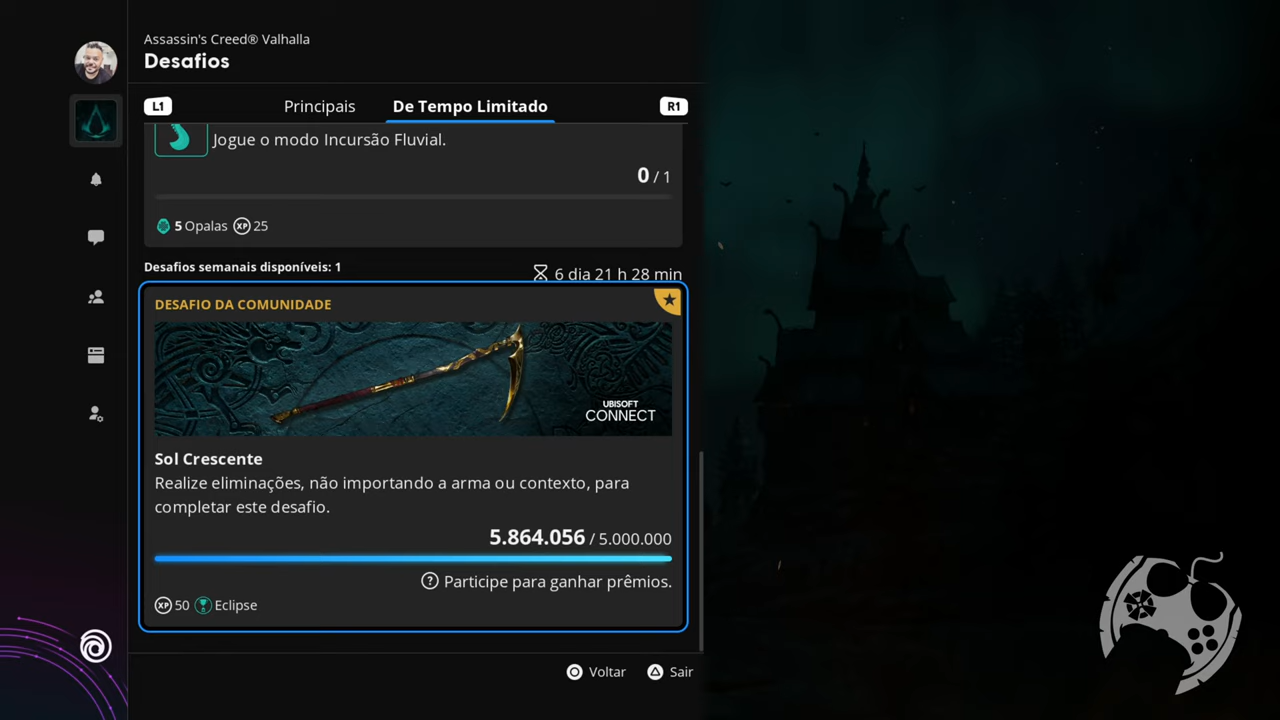 Assassin's Creed® Valhalla
Desafios
L1 Principais De Tempo Limitado R1
Jogue o modo Incursão Fluvial.
0 / 1
5 Opalas XP 25
Desafios semanais disponíveis: 1
6 dia 21 h 28 min
DESAFIO DA COMUNIDADE
UBISOFT
CONNECT
Sol Crescente
Realize eliminações, não importando a arma ou contexto, para
completar este desafio.
5.864.056 / 5.000.000
? Participe para ganhar prêmios.
XP 50 Eclipse
Voltar Sair